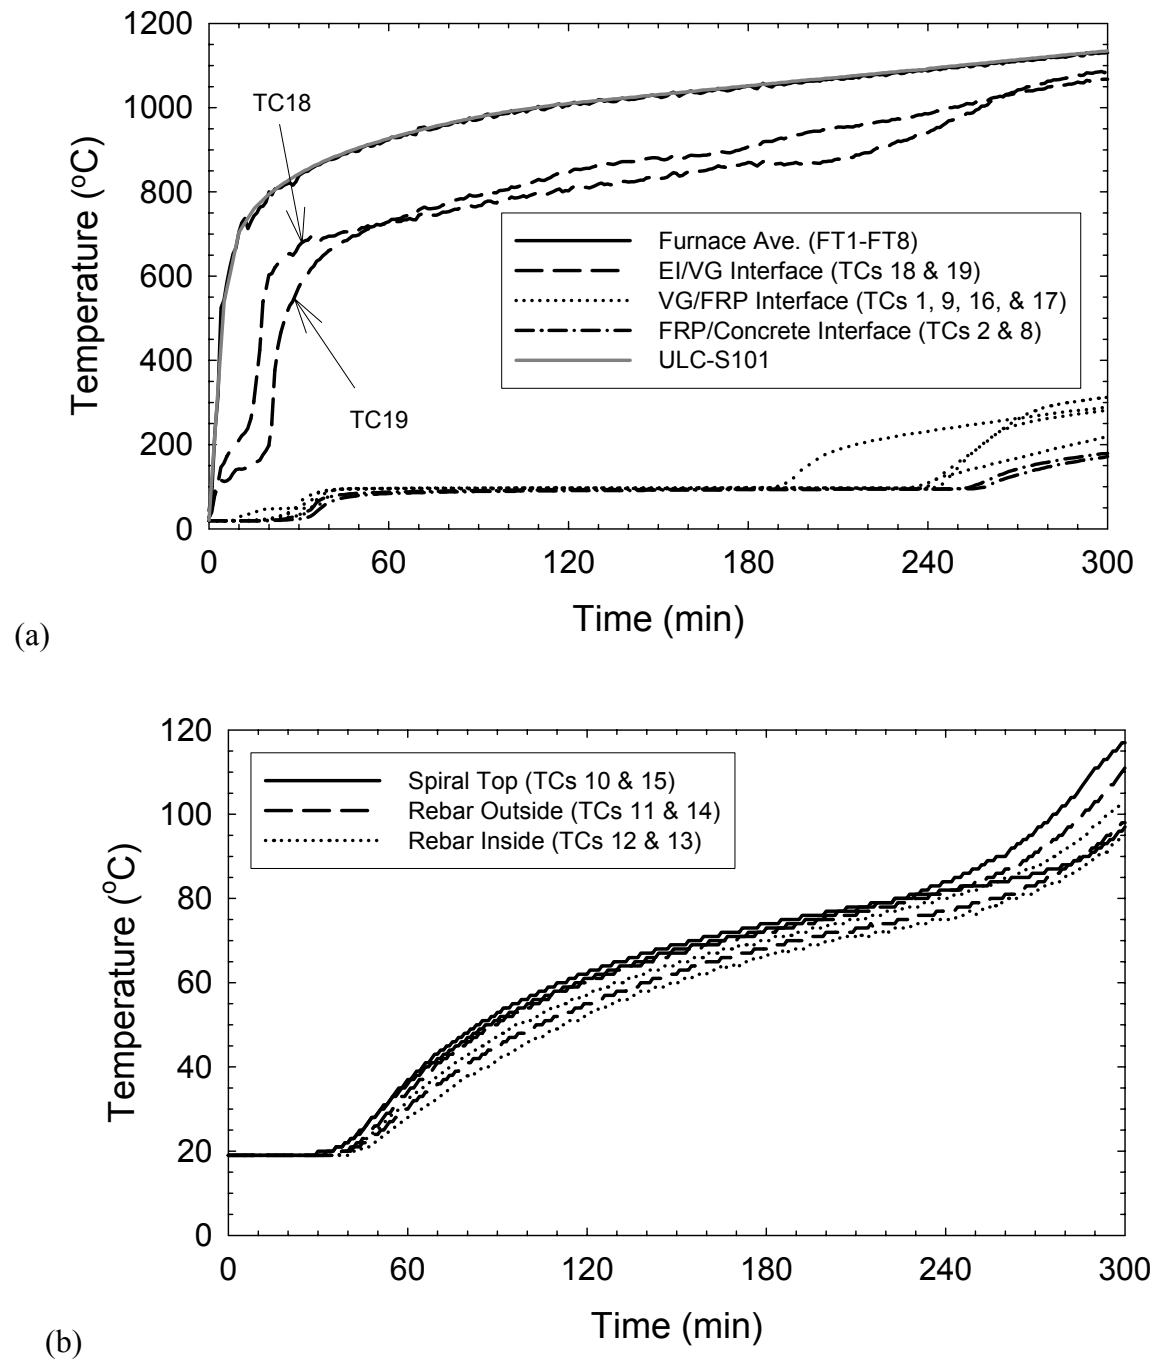 1200
1000
800
600
400
200
0
Temperature (°C)
TC18
TC19
Furnace Ave. (FT1-FT8)
EI/VG Interface (TCs 18 & 19)
VG/FRP Interface (TCs 1, 9, 16, & 17)
FRP/Concrete Interface (TCs 2 & 8)
ULC-S101
0 60 120 180 240 300
Time (min)
(a)
120
100
80
60
40
20
0
Temperature (°C)
Spiral Top (TCs 10 & 15)
Rebar Outside (TCs 11 & 14)
Rebar Inside (TCs 12 & 13)
0 60 120 180 240 300
Time (min)
(b)